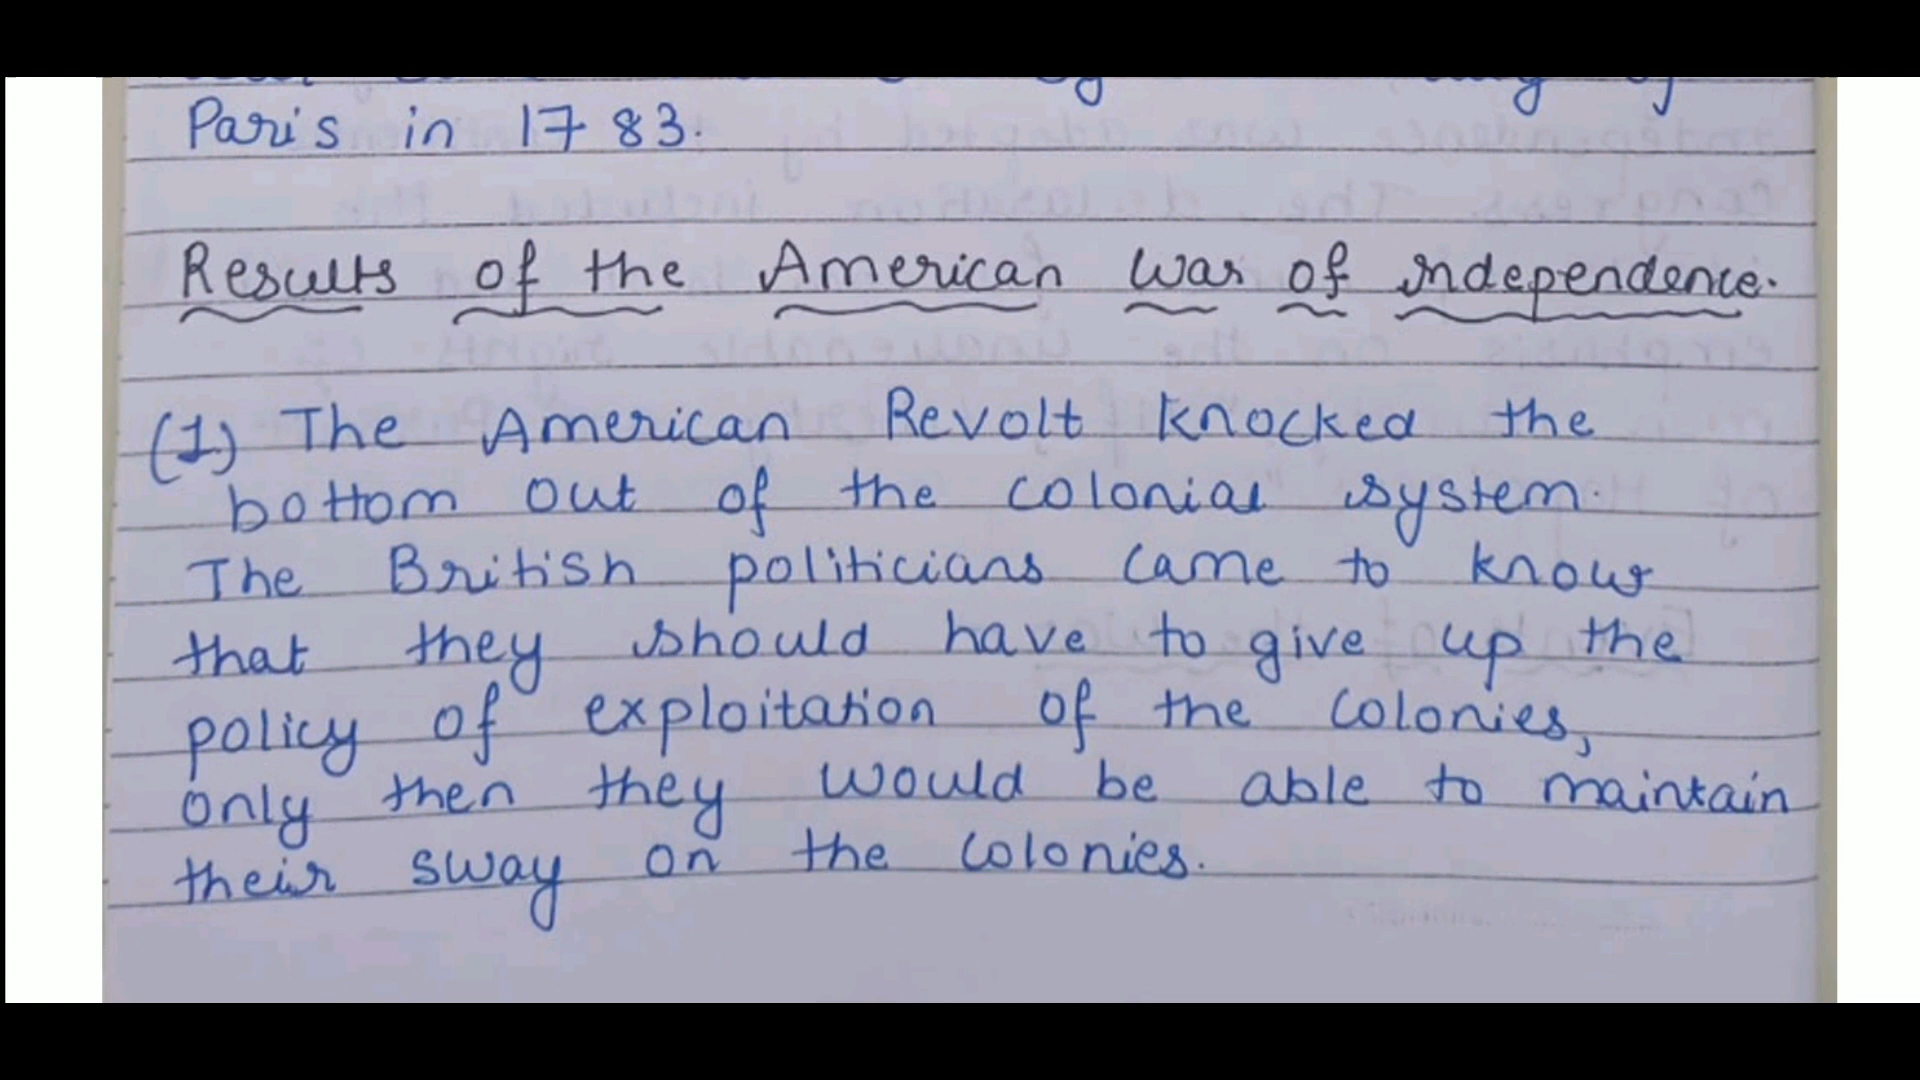 Paris in 1783.
Results of the American War of independence.
(1) The American Revolt knocked the
bottom out of the colonial system.
The British politicians came to know
that they should have to give up the
policy of exploitation of the colonies,
only then they would be able to maintain
their sway on the colonies.